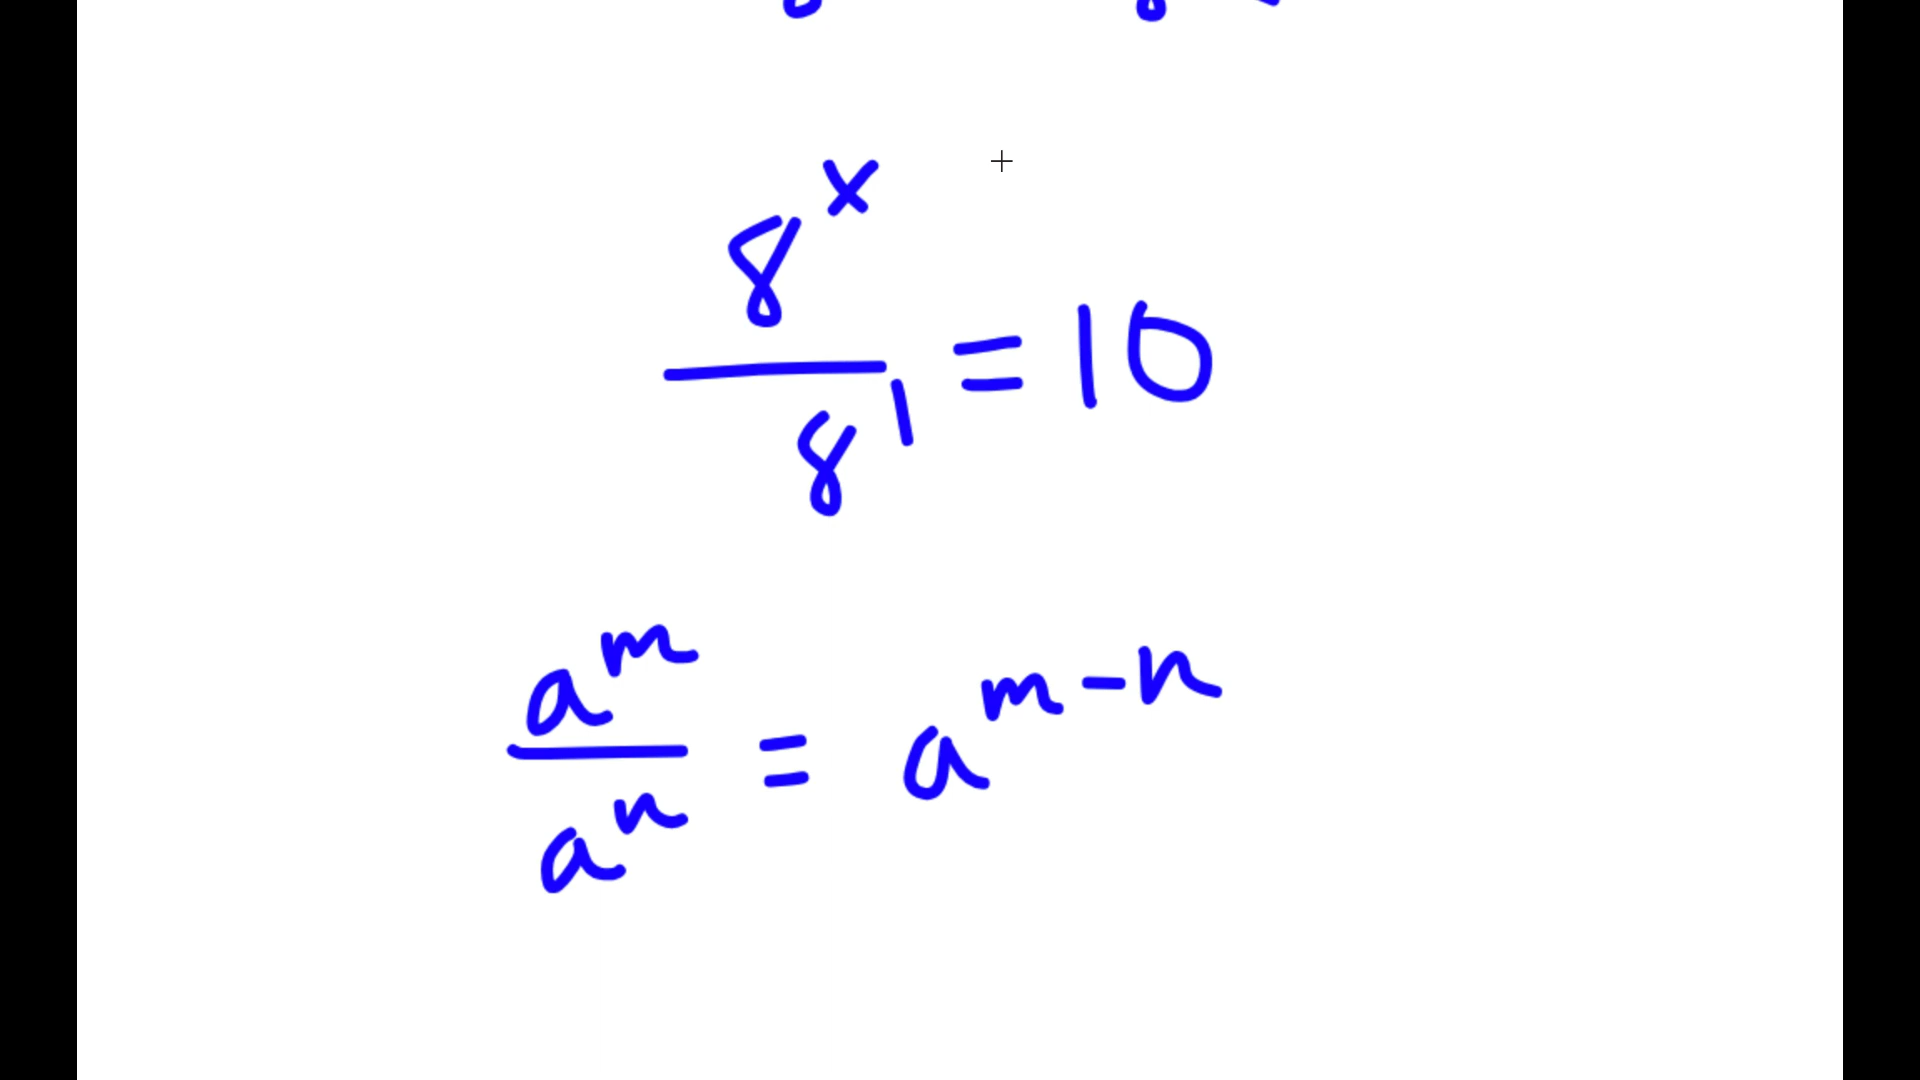 8^x / 8^1 = 10
a^m / a^n = a^{m-n}